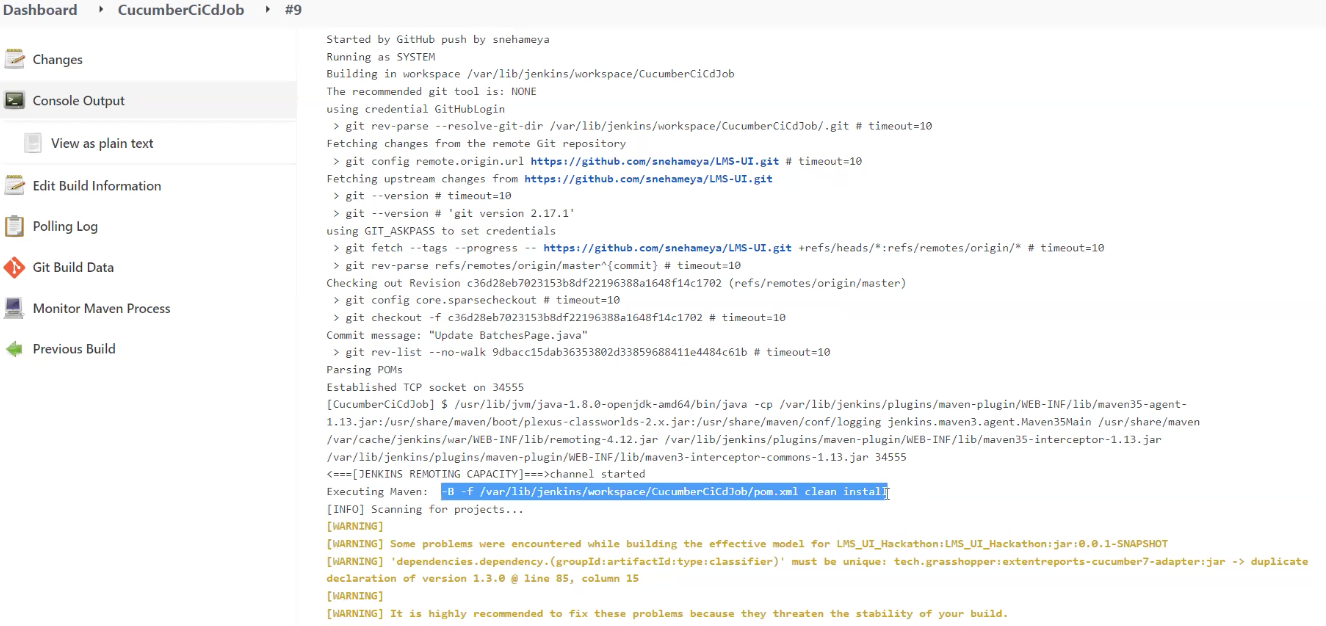 Dashboard CucumberCiCdJob #9
Changes
Console Output
View as plain text
Edit Build Information
Polling Log
Git Build Data
Monitor Maven Process
Previous Build
Started by GitHub push by snehameya
Running as SYSTEM
Building in workspace /var/lib/jenkins/workspace/CucumberCiCdJob
The recommended git tool is: NONE
using credential GitHubLogin
> git rev-parse --resolve-git-dir /var/lib/jenkins/workspace/CucumberCiCdJob/.git # timeout=10
Fetching changes from the remote Git repository
> git config remote.origin.url https://github.com/snehameya/LMS-UI.git # timeout=10
Fetching upstream changes from https://github.com/snehameya/LMS-UI.git
> git --version # timeout=10
> git --version # 'git version 2.17.1'
using GIT_ASKPASS to set credentials
> git fetch --tags --progress -- https://github.com/snehameya/LMS-UI.git +refs/heads/*:refs/remotes/origin/* # timeout=10
> git rev-parse refs/remotes/origin/master^{commit} # timeout=10
Checking out Revision c36d28eb7023153b8df22196388a1648f14c1702 (refs/remotes/origin/master)
> git config core.sparsecheckout # timeout=10
> git checkout -f c36d28eb7023153b8df22196388a1648f14c1702 # timeout=10
Commit message: "Update BatchesPage.java"
> git rev-list --no-walk 9dbacc15dab36353802d33859688411e4484c61b # timeout=10
Parsing POMs
Established TCP socket on 34555
[CucumberCiCdJob] $ /usr/lib/jvm/java-1.8.0-openjdk-amd64/bin/java -cp /var/lib/jenkins/plugins/maven-plugin/WEB-INF/lib/maven35-agent-
1.13.jar:/usr/share/maven/boot/plexus-classworlds-2.x.jar:/usr/share/maven/conf/logging jenkins.maven3.agent.Maven35Main /usr/share/maven
/var/cache/jenkins/war/WEB-INF/lib/remoting-4.12.jar /var/lib/jenkins/plugins/maven-plugin/WEB-INF/lib/maven35-interceptor-1.13.jar
/var/lib/jenkins/plugins/maven-plugin/WEB-INF/lib/maven3-interceptor-commons-1.13.jar 34555
<===[JENKINS REMOTING CAPACITY]===>channel started
Executing Maven: -B -f /var/lib/jenkins/workspace/CucumberCiCdJob/pom.xml clean install
[INFO] Scanning for projects...
[WARNING]
[WARNING] Some problems were encountered while building the effective model for LMS_UI_Hackathon:LMS_UI_Hackathon:jar:0.0.1-SNAPSHOT
[WARNING] 'dependencies.dependency.(groupId:artifactId:type:classifier)' must be unique: tech.grasshopper:extentreports-cucumber7-adapter:jar -> duplicate
declaration of version 1.3.0 @ line 85, column 15
[WARNING]
[WARNING] It is highly recommended to fix these problems because they threaten the stability of your build.